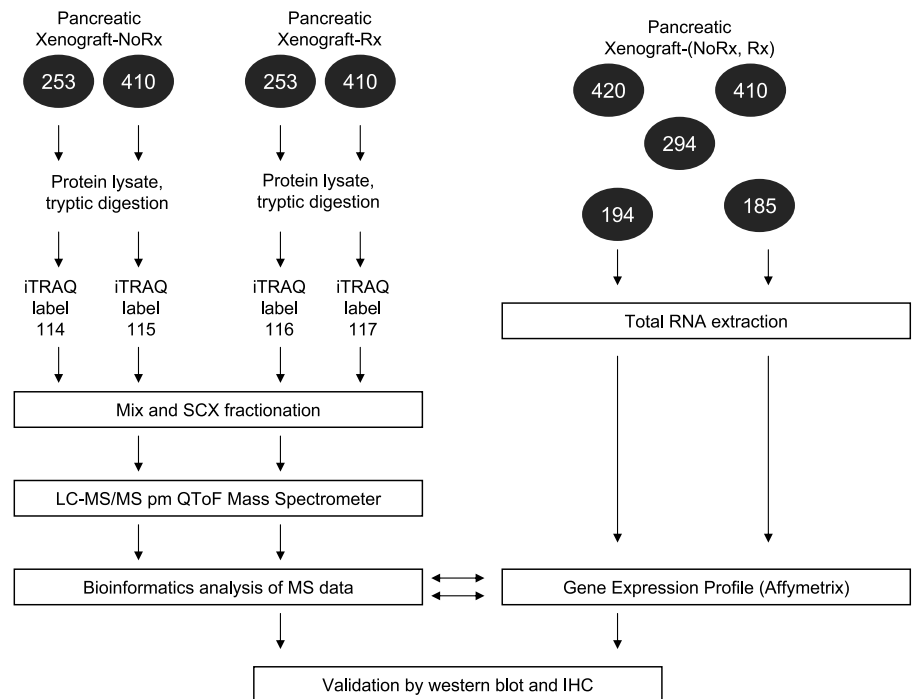 Pancreatic
Xenograft-NoRx
253
410
Protein lysate,
tryptic digestion
iTRAQ
label
114
iTRAQ
label
115
Pancreatic
Xenograft-Rx
253
410
Protein lysate,
tryptic digestion
iTRAQ
label
116
iTRAQ
label
117
Mix and SCX fractionation
LC-MS/MS pm QToF Mass Spectrometer
Bioinformatics analysis of MS data
Pancreatic
Xenograft-(NoRx, Rx)
420
410
294
194
185
Total RNA extraction
Gene Expression Profile (Affymetrix)
Validation by western blot and IHC